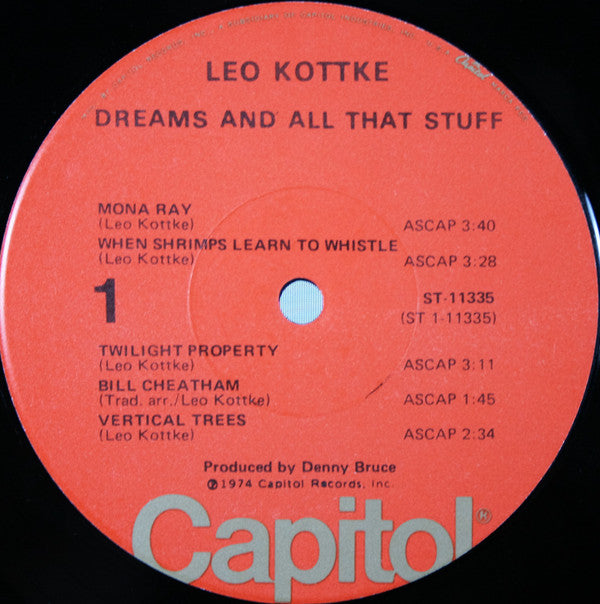 LEO KOTTKE
DREAMS AND ALL THAT STUFF
MONA RAY
(Leo Kottke) ASCAP 3:40
WHEN SHRIMPS LEARN TO WHISTLE
(Leo Kottke) ASCAP 3:28
1 ST-11335
(ST 1-11335)
TWILIGHT PROPERTY
(Leo Kottke) ASCAP 3:11
BILL CHEATHAM
(Trad. arr./Leo Kottke) ASCAP 1:45
VERTICAL TREES
(Leo Kottke) ASCAP 2:34
Produced by Denny Bruce
℗1974 Capitol Records, Inc.
Capitol®
Capitol